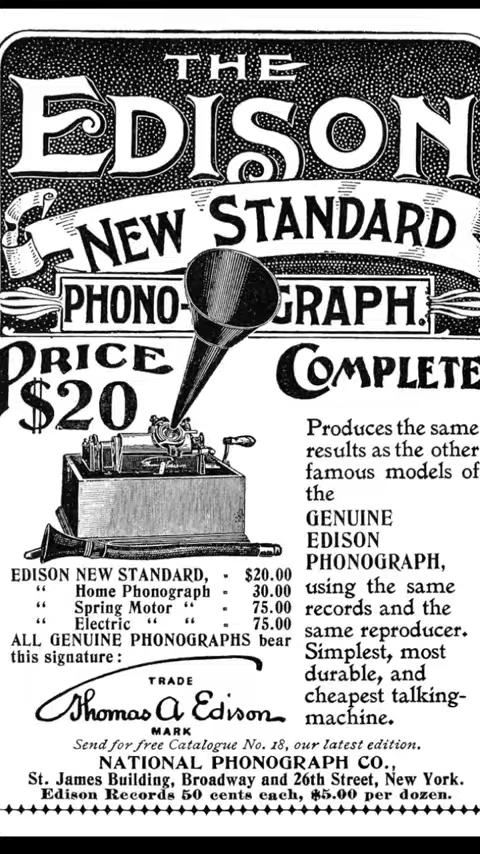 THE
EDISON
NEW STANDARD
PHONO-GRAPH.
PRICE
$20
COMPLETE
Produces the same
results as the other
famous models of
the
GENUINE
EDISON
PHONOGRAPH,
using the same
records and the
same reproducer.
Simplest, most
durable, and
cheapest talking-
machine.
EDISON NEW STANDARD, - $20.00
“ Home Phonograph - 30.00
“ Spring Motor “ - 75.00
“ Electric “ “ - 75.00
ALL GENUINE PHONOGRAPHS bear
this signature:
TRADE
Thomas A Edison
MARK
Send for free Catalogue No. 18, our latest edition.
NATIONAL PHONOGRAPH CO.,
St. James Building, Broadway and 26th Street, New York.
Edison Records 50 cents each, $5.00 per dozen.